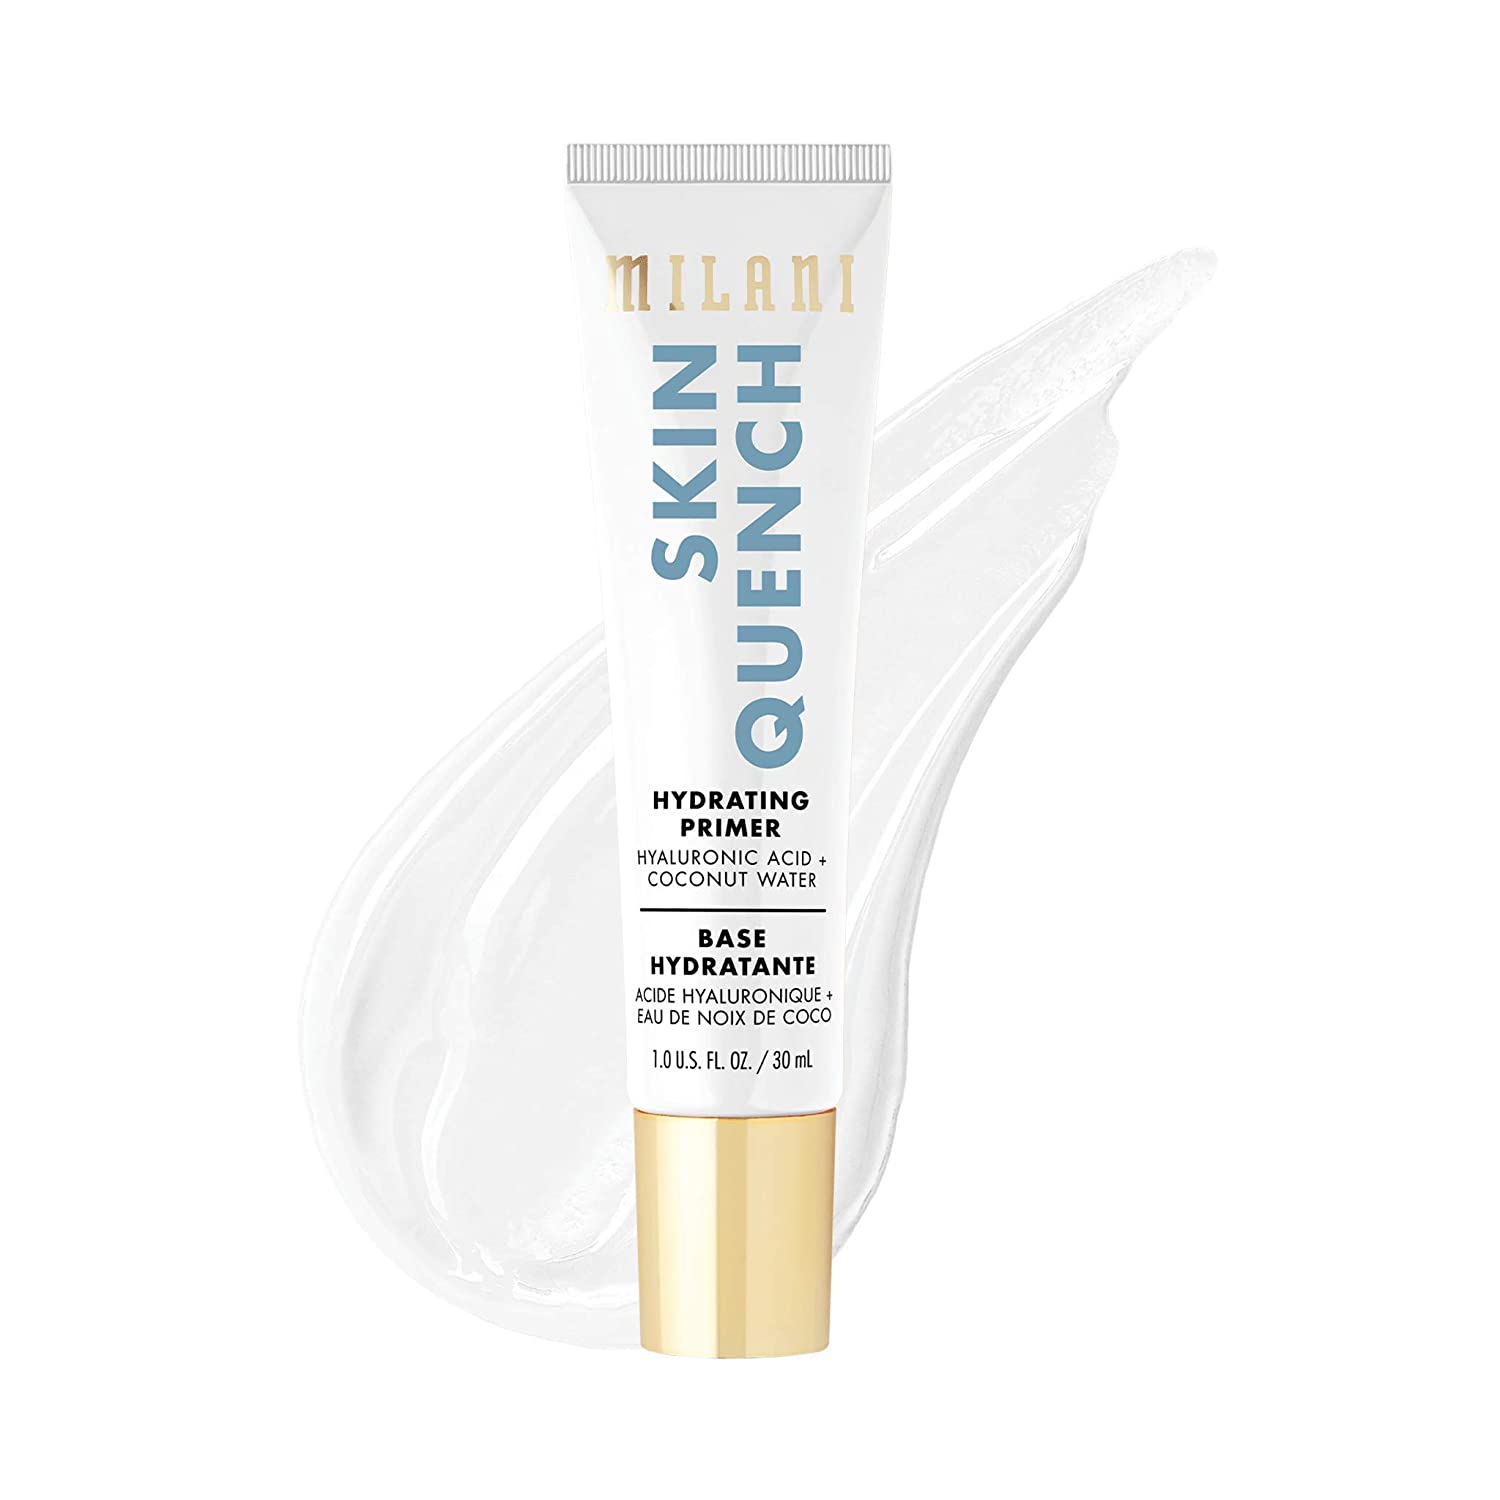 MILANI
SKIN
QUENCH
HYDRATING
PRIMER
HYALURONIC ACID +
COCONUT WATER
BASE
HYDRATANTE
ACIDE HYALURONIQUE +
EAU DE NOIX DE COCO
1.0 U.S. FL. OZ. / 30 mL